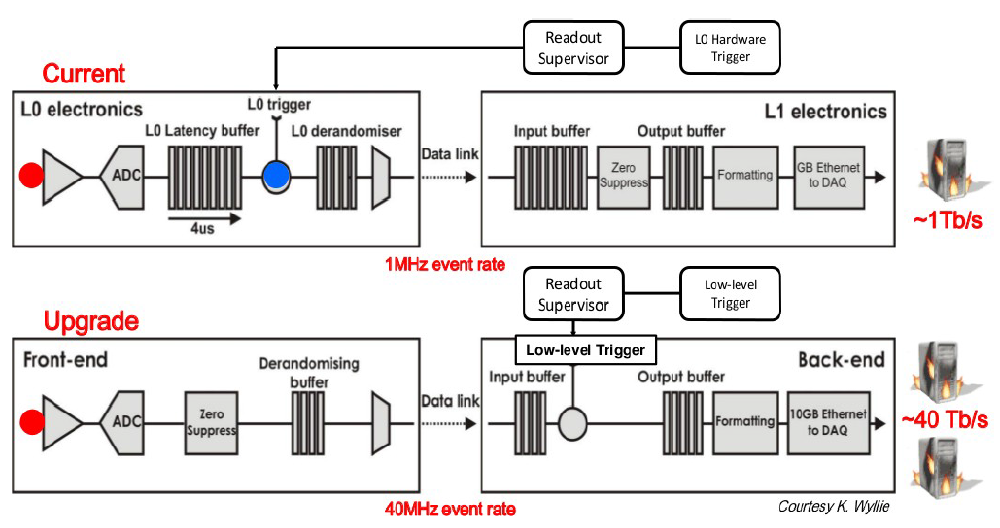 Readout
Supervisor
L0 Hardware
Trigger
Current
L0 electronics
L0 trigger
L0 Latency buffer
L0 derandomiser
ADC
4us
Data link
L1 electronics
Input buffer
Output buffer
Zero
Suppress
Formatting
GB Ethernet
to DAQ
~1Tb/s
1MHz event rate
Readout
Supervisor
Low-level
Trigger
Upgrade
Front-end
Derandomising
buffer
ADC
Zero
Suppress
Data link
Low-level Trigger
Back-end
Input buffer
Output buffer
Formatting
10GB Ethernet
to DAQ
~40 Tb/s
40MHz event rate
Courtesy K. Wyllie